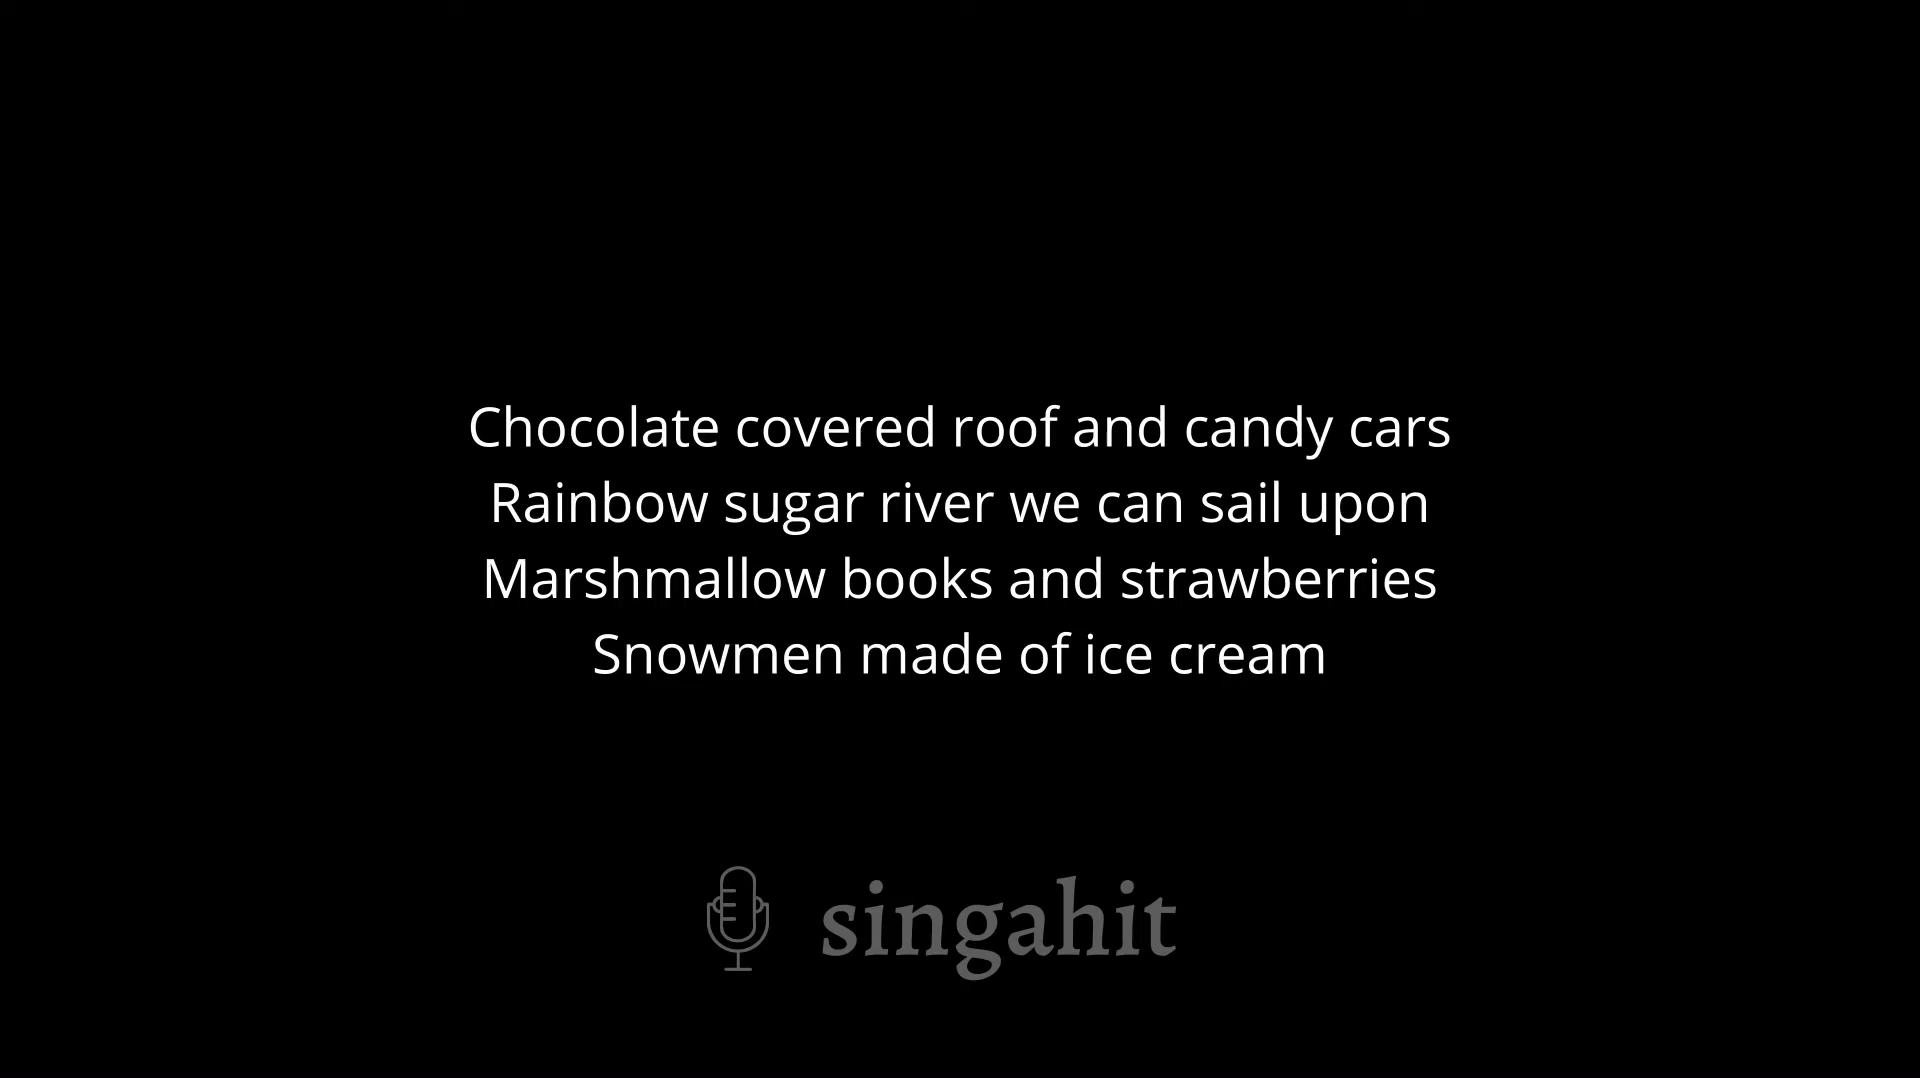 Chocolate covered roof and candy cars
Rainbow sugar river we can sail upon
Marshmallow books and strawberries
Snowmen made of ice cream
singahit